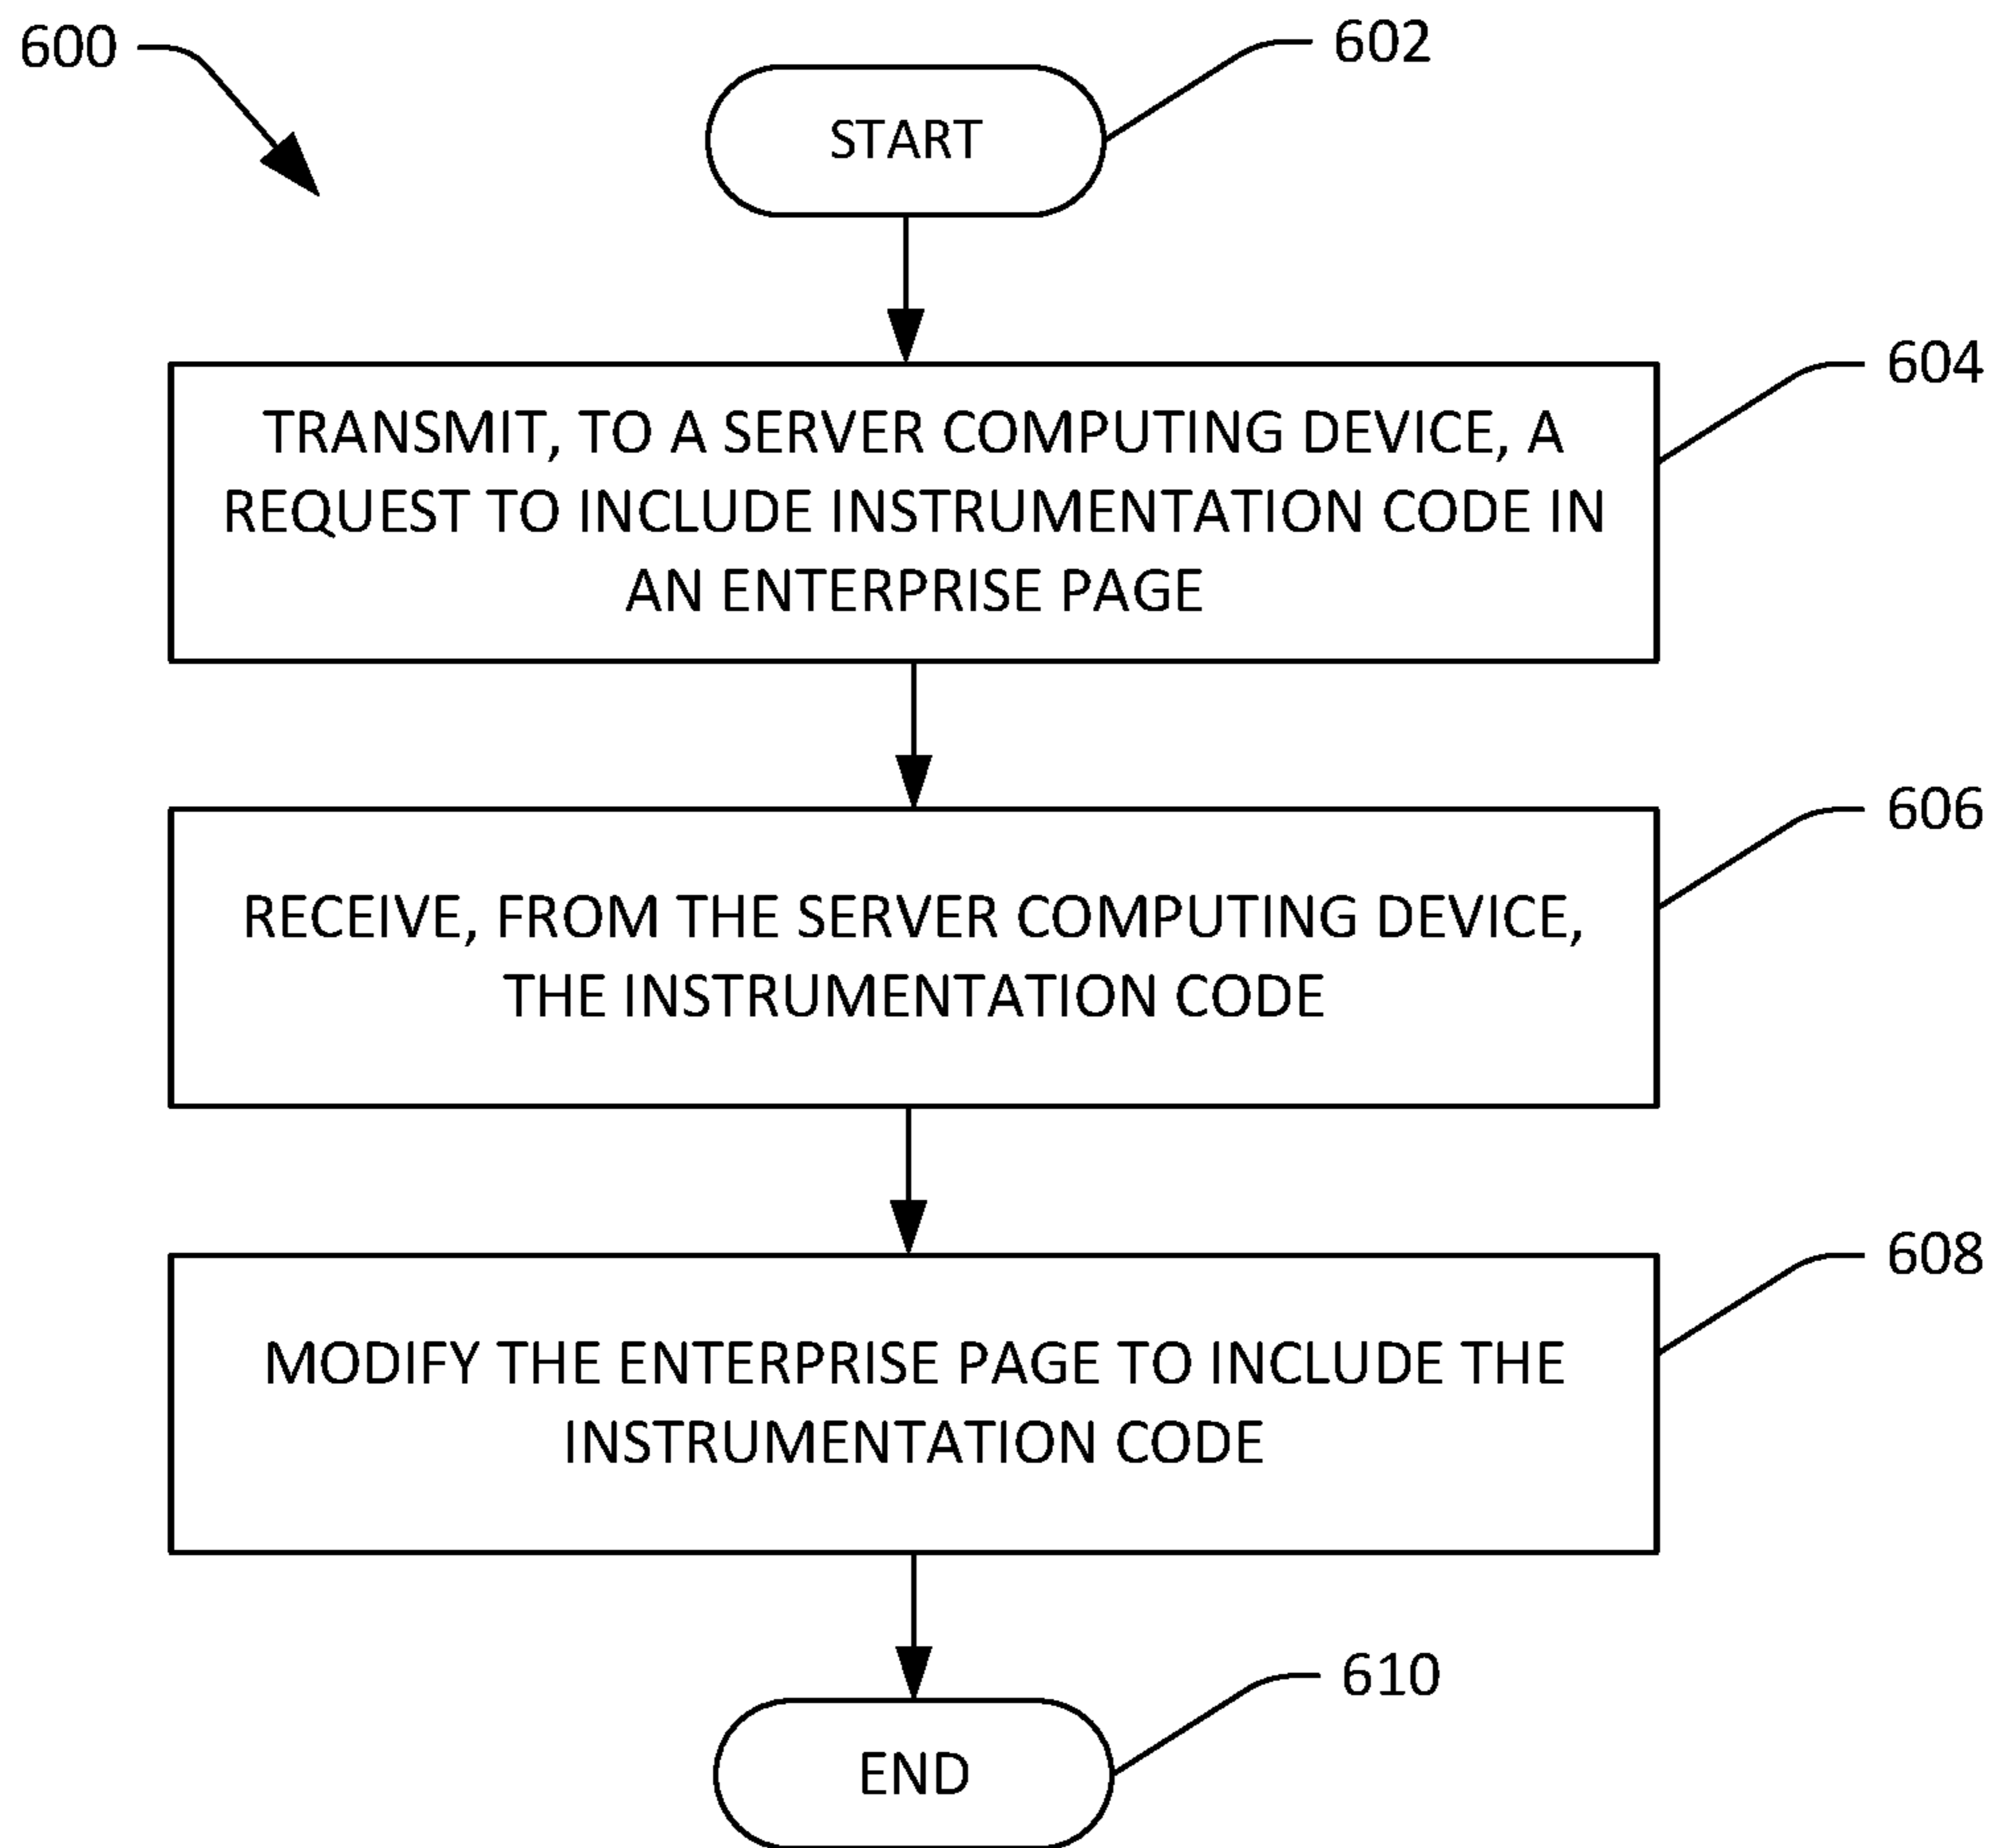 600
602
START
604
TRANSMIT, TO A SERVER COMPUTING DEVICE, A
REQUEST TO INCLUDE INSTRUMENTATION CODE IN
AN ENTERPRISE PAGE
606
RECEIVE, FROM THE SERVER COMPUTING DEVICE,
THE INSTRUMENTATION CODE
608
MODIFY THE ENTERPRISE PAGE TO INCLUDE THE
INSTRUMENTATION CODE
610
END